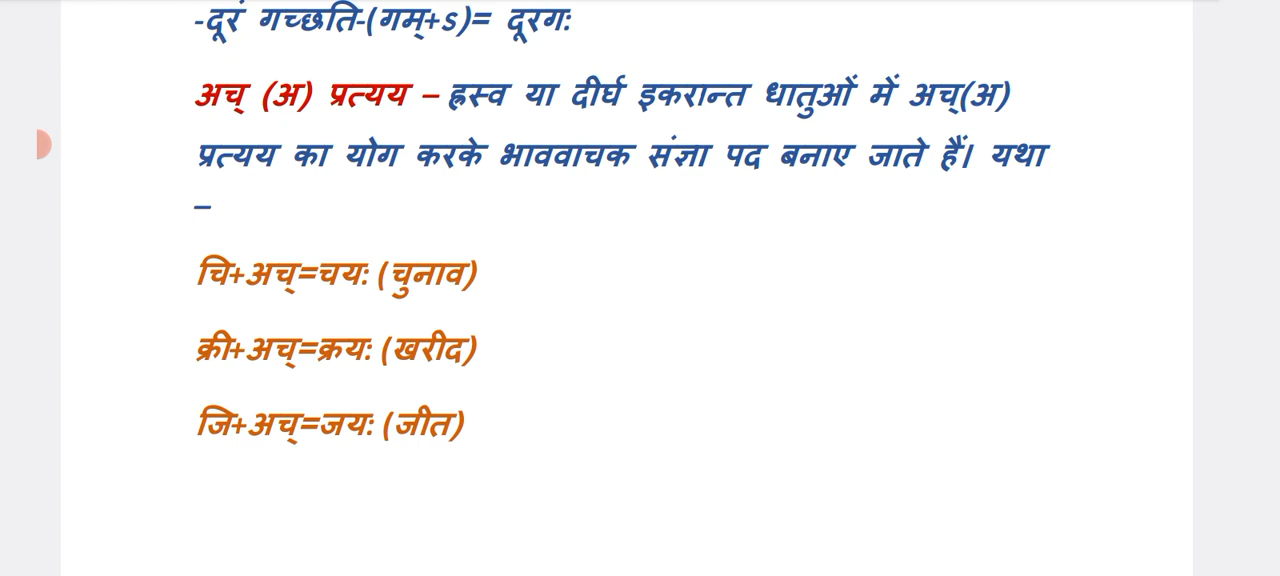 -दूरं गच्छति-(गम्+s)= दूरग:
अच् (अ) प्रत्यय – ह्रस्व या दीर्घ इकरान्त धातुओं में अच्(अ)
प्रत्यय का योग करके भाववाचक संज्ञा पद बनाए जाते हैं। यथा
–
चि+अच्=चय: (चुनाव)
क्री+अच्=क्रय: (खरीद)
जि+अच्=जय: (जीत)